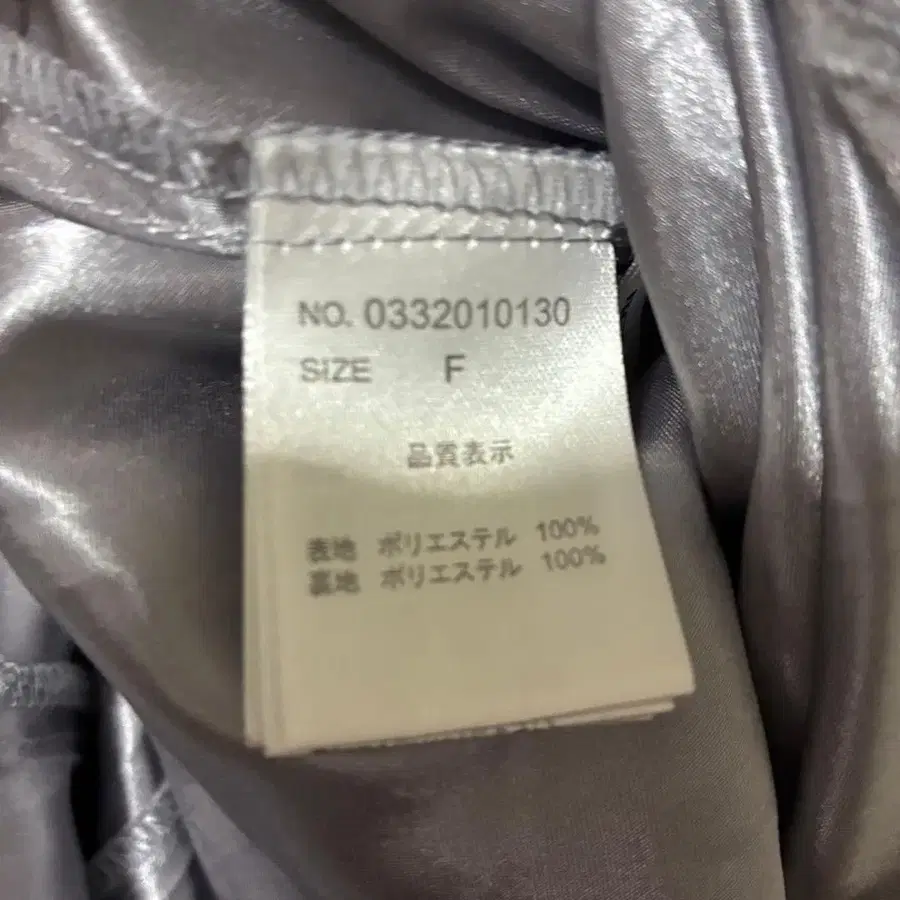 NO. 0332010130
SIZE F
品質表示
表地 ポリエステル 100%
裏地 ポリエステル 100%